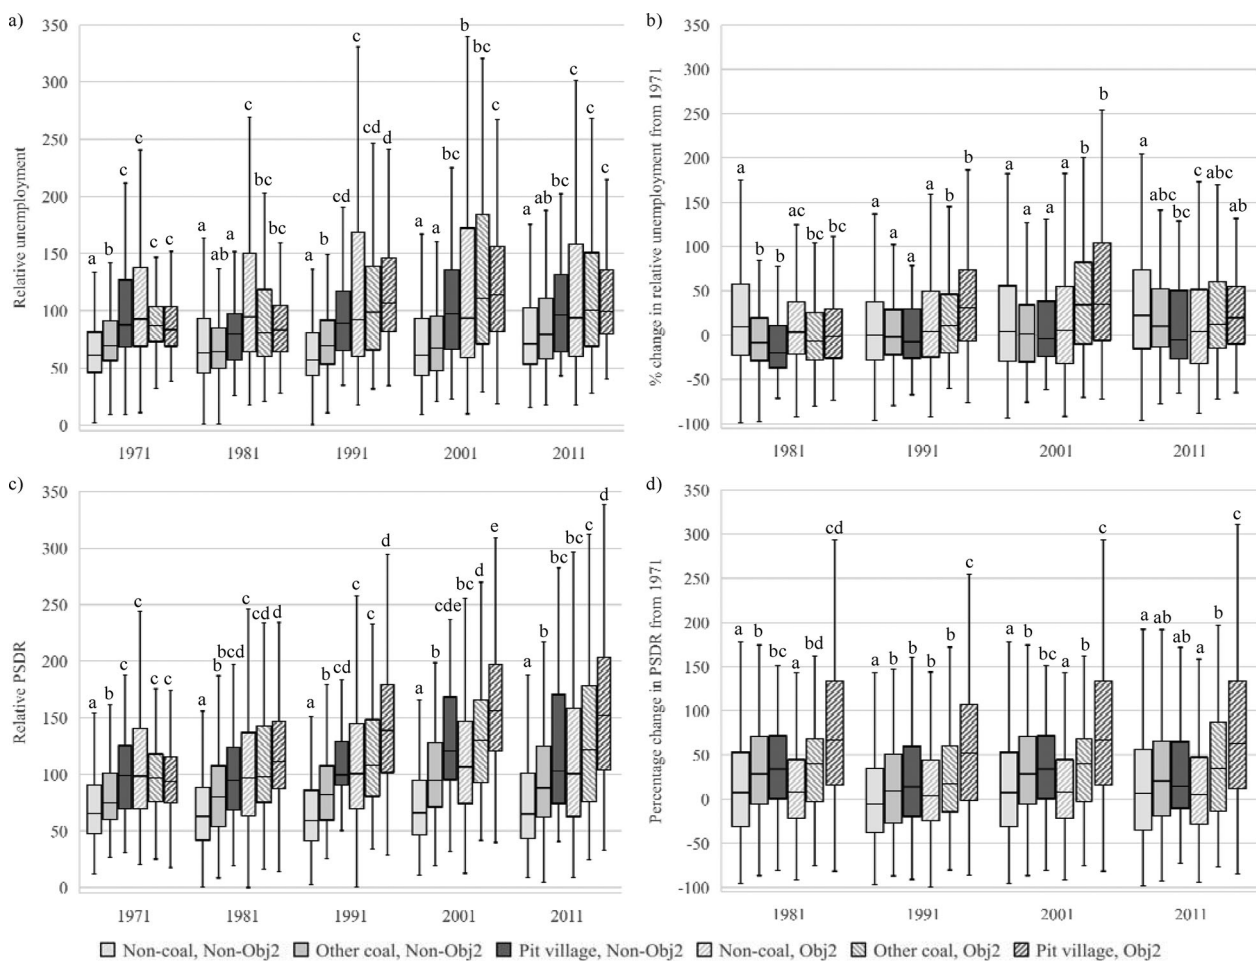 a)
Relative unemployment
350
300
250
200
150
100
50
0
a b c c c c
a ab a c bc bc
a b cd c cd d
a a bc b bc c
a ab bc c c c
1971 1981 1991 2001 2011
b)
% change in relative unemployment from 1971
350
300
250
200
150
100
50
0
-50
-100
a b b ac bc bc
a a a a b b
a a a a b b
a abc bc c abc ab
1981 1991 2001 2011
c)
Relative PSDR
350
300
250
200
150
100
50
0
a b c c c c
a b bcd c cd d
a b cd c c d
a b cde bc d e
a b bc bc c d
1971 1981 1991 2001 2011
d)
Percentage change in PSDR from 1971
350
300
250
200
150
100
50
0
-50
-100
a b bc a bd cd
a b b b b c
a b bc a b c
a ab ab a b c
1981 1991 2001 2011
Non-coal, Non-Obj2 Other coal, Non-Obj2 Pit village, Non-Obj2 Non-coal, Obj2 Other coal, Obj2 Pit village, Obj2